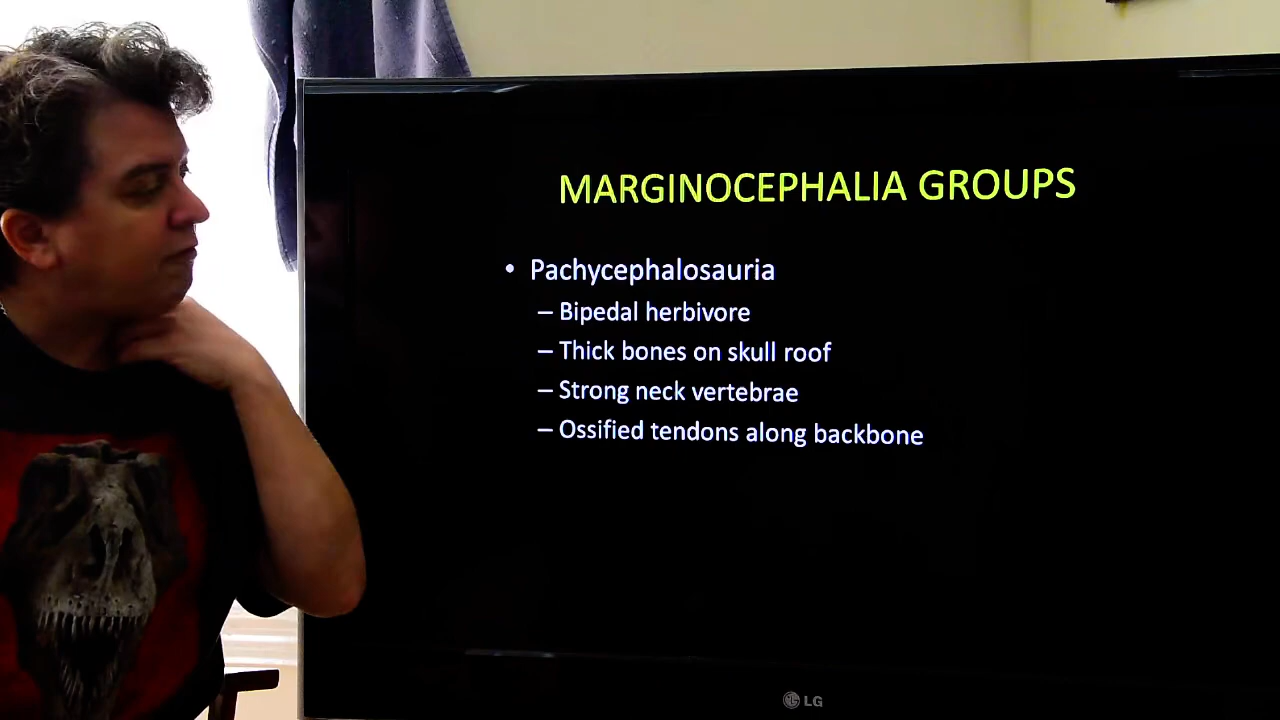 MARGINOCEPHALIA GROUPS
• Pachycephalosauria
– Bipedal herbivore
– Thick bones on skull roof
– Strong neck vertebrae
– Ossified tendons along backbone
LG